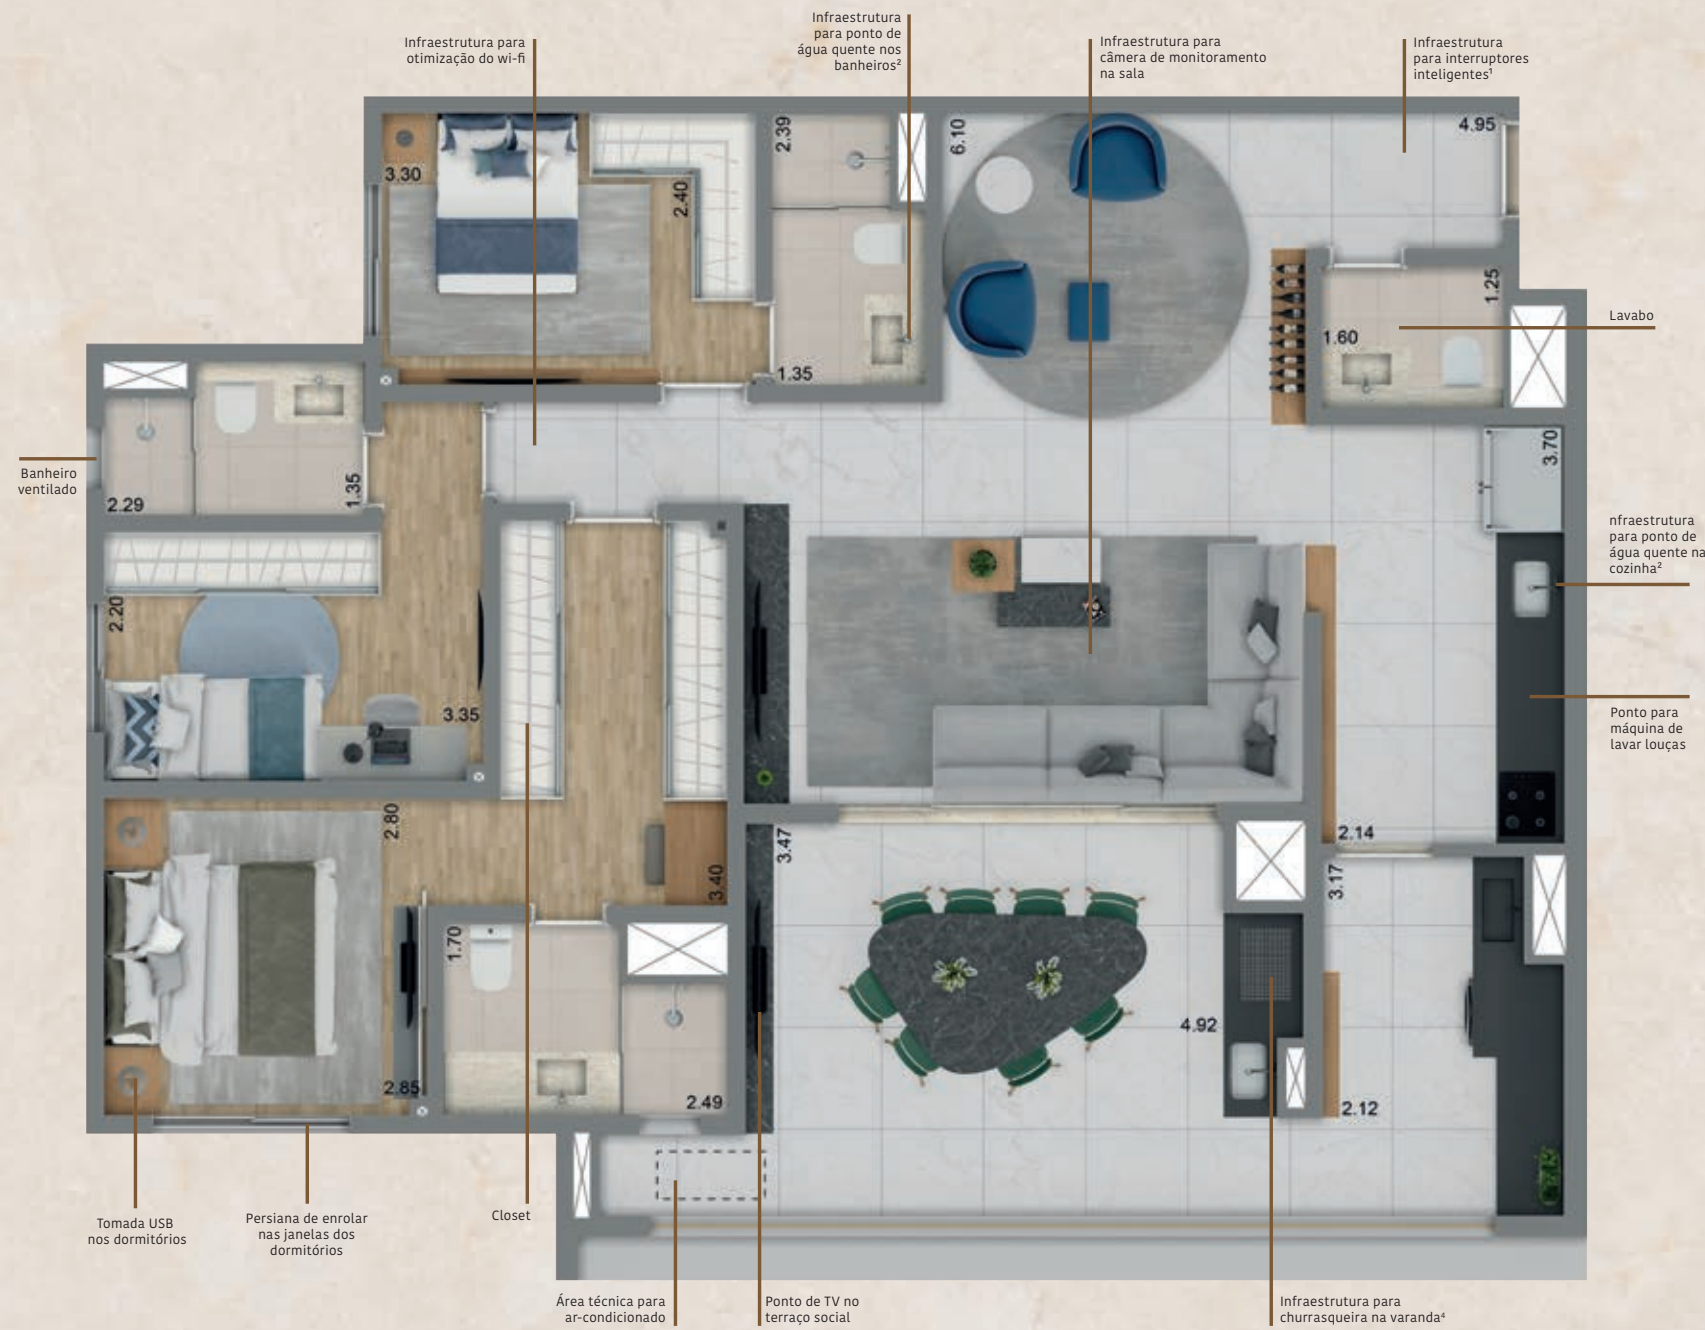 Infraestrutura para
otimização do wi-fi
Infraestrutura
para ponto de
água quente nos
banheiros²
Infraestrutura para
câmera de monitoramento
na sala
Infraestrutura
para interruptores
inteligentes¹
3.30
2.40
2.39
1.35
6.10
4.95
1.25
1.60
Lavabo
Banheiro
ventilado
2.29
1.35
3.70
nfraestrutura
para ponto de
água quente na
cozinha²
2.20
3.35
Ponto para
máquina de
lavar louças
2.80
3.40
3.47
2.14
3.17
1.70
2.85
2.49
4.92
2.12
Tomada USB
nos dormitórios
Persiana de enrolar
nas janelas dos
dormitórios
Closet
Área técnica para
ar-condicionado
Ponto de TV no
terraço social
Infraestrutura para
churrasqueira na varanda⁴